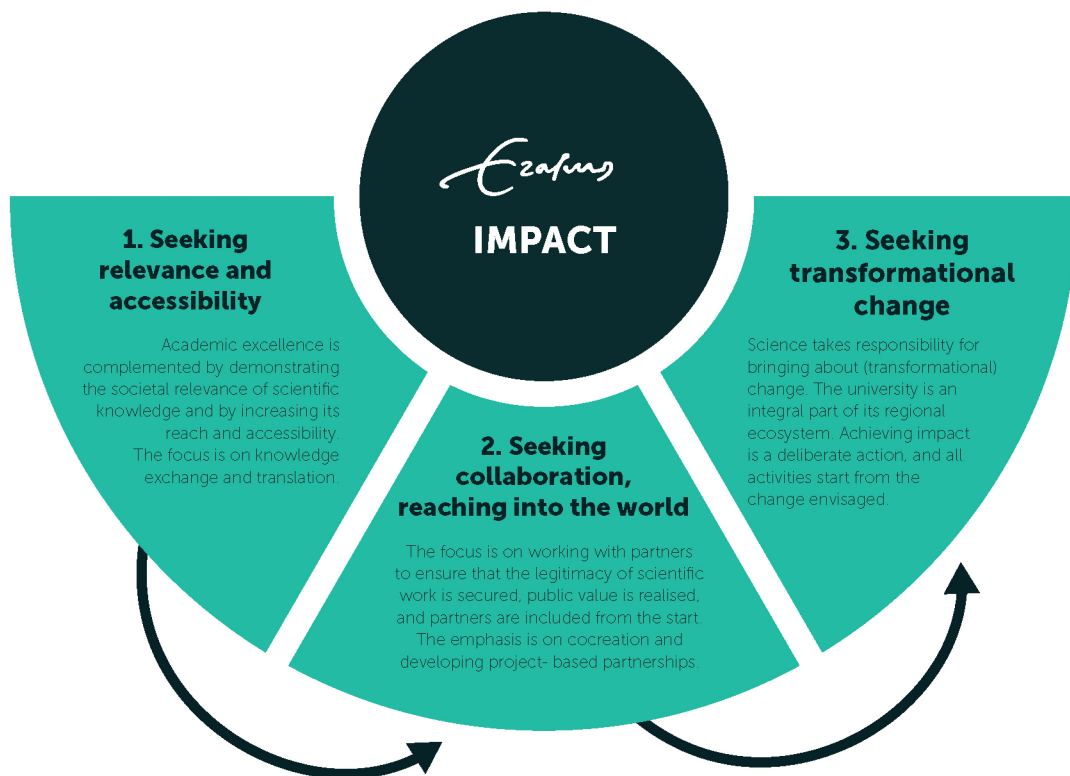 Erasmus
IMPACT
1. Seeking
relevance and
accessibility
Academic excellence is
complemented by demonstrating
the societal relevance of scientific
knowledge and by increasing its
reach and accessibility.
The focus is on knowledge
exchange and translation.
2. Seeking
collaboration,
reaching into the world
The focus is on working with partners
to ensure that the legitimacy of scientific
work is secured, public value is realised,
and partners are included from the start.
The emphasis is on cocreation and
developing project- based partnerships.
3. Seeking
transformational
change
Science takes responsibility for
bringing about (transformational)
change. The university is an
integral part of its regional
ecosystem. Achieving impact
is a deliberate action, and all
activities start from the
change envisaged.